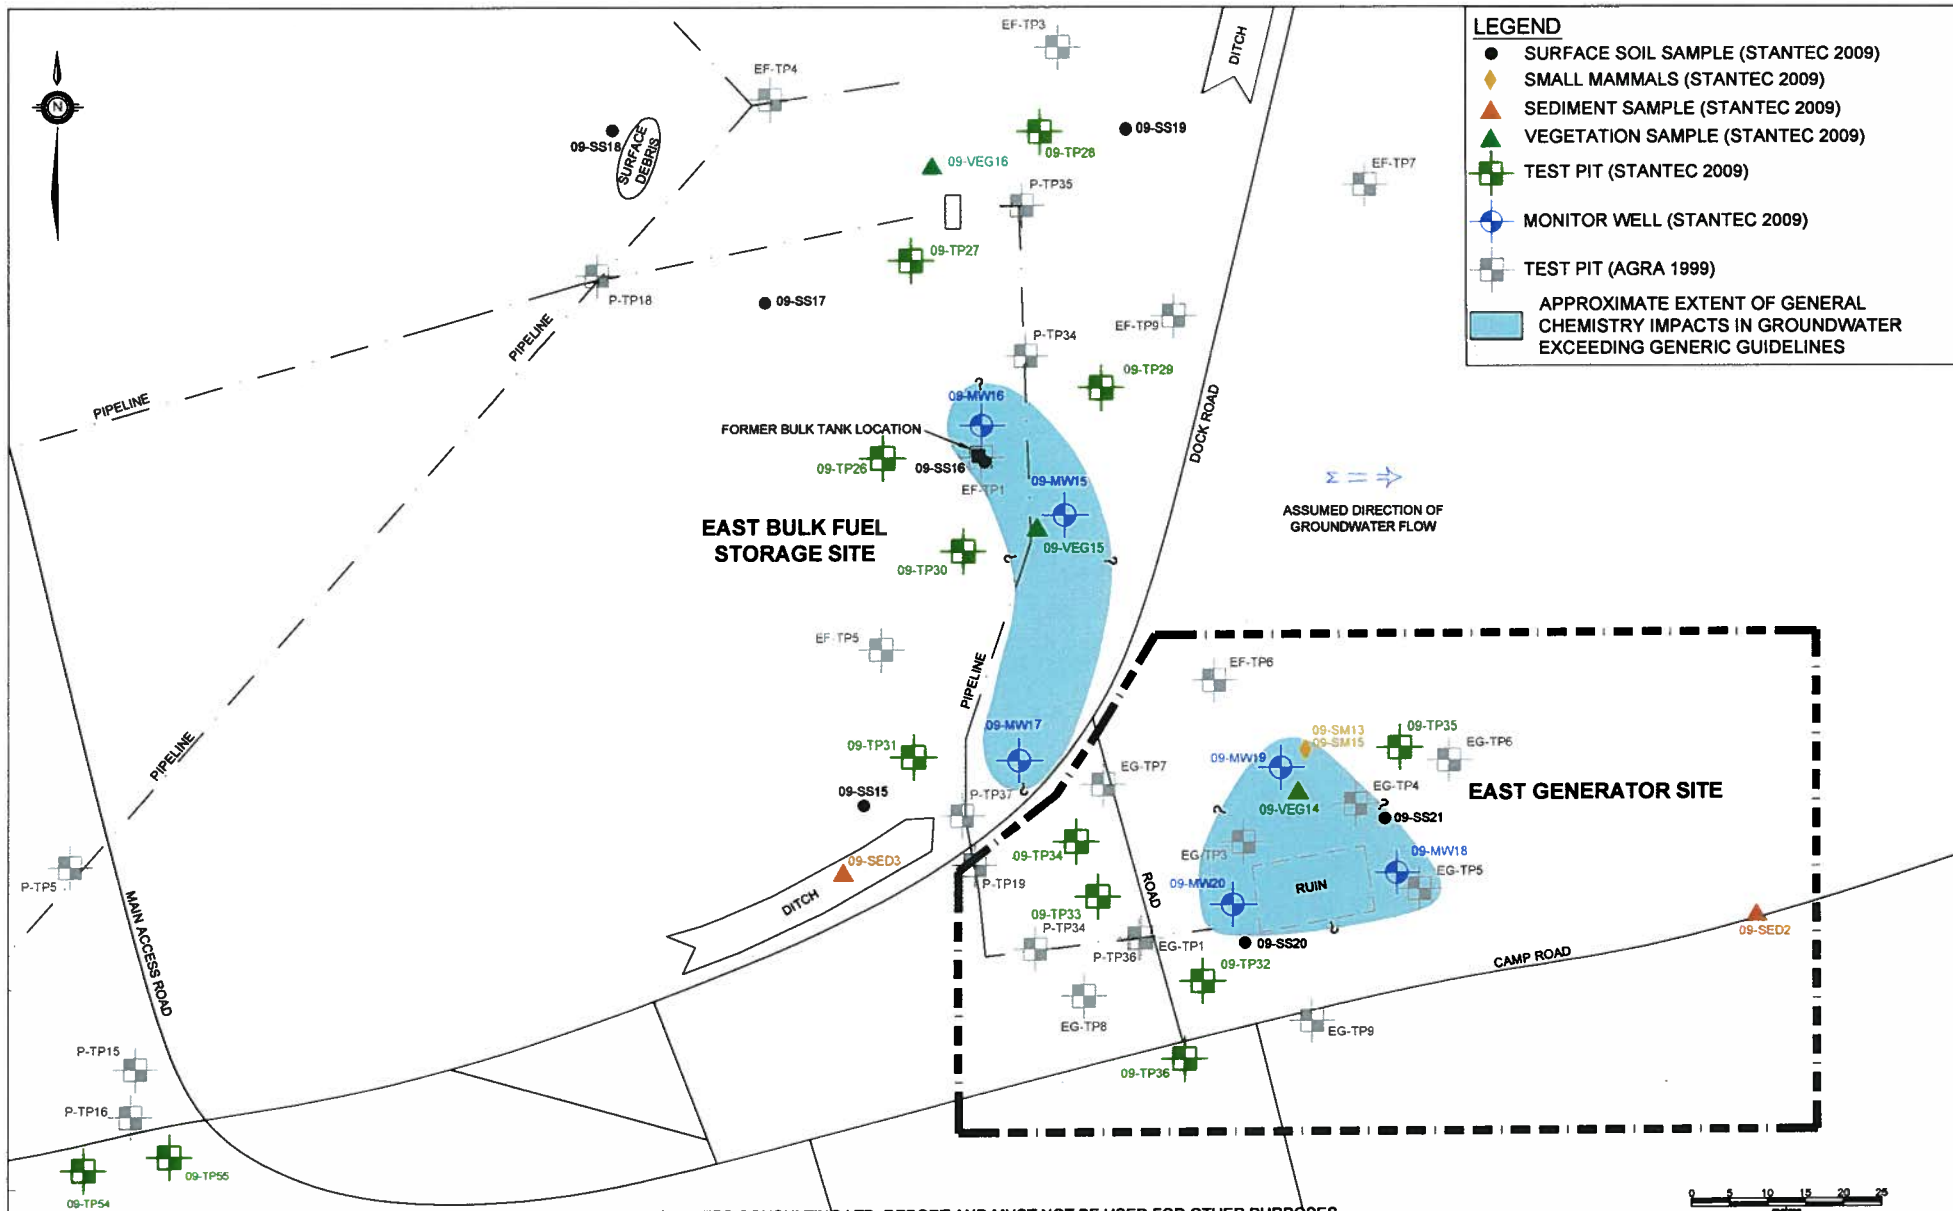 LEGEND
SURFACE SOIL SAMPLE (STANTEC 2009)
SMALL MAMMALS (STANTEC 2009)
SEDIMENT SAMPLE (STANTEC 2009)
VEGETATION SAMPLE (STANTEC 2009)
TEST PIT (STANTEC 2009)
MONITOR WELL (STANTEC 2009)
TEST PIT (AGRA 1999)
APPROXIMATE EXTENT OF GENERAL
CHEMISTRY IMPACTS IN GROUNDWATER
EXCEEDING GENERIC GUIDELINES
N
EF-TP3
DITCH
EF-TP4
09-SS18
SURFACE
DEBRIS
09-VEG16
09-TP28
09-SS19
EF-TP7
P-TP35
09-TP27
P-TP18
09-SS17
EF-TP9
PIPELINE
P-TP34
09-TP29
PIPELINE
?
09-MW16
DOCK ROAD
FORMER BULK TANK LOCATION
09-TP26
09-SS16
EF-TP1
09-MW15
ASSUMED DIRECTION OF
GROUNDWATER FLOW
EAST BULK FUEL
STORAGE SITE
09-VEG15
?
?
09-TP30
EF-TP5
PIPELINE
EF-TP6
09-MW17
09-TP31
PIPELINE
09-SM13
09-SM15
09-TP35
EG-TP6
09-MW19
EG-TP7
EG-TP4
EAST GENERATOR SITE
09-SS15
P-TP37
?
?
09-VEG14
?
09-SS21
09-SED3
09-TP34
EG-TP3
09-MW18
P-TP5
P-TP19
ROAD
09-MW20
RUIN
EG-TP5
MAIN ACCESS ROAD
DITCH
09-TP33
P-TP34
P-TP36
EG-TP1
09-SS20
?
09-SED2
09-TP32
CAMP ROAD
EG-TP8
EG-TP9
P-TP15
09-TP36
P-TP16
09-TP55
09-TP54
0 5 10 15 20 25
metres